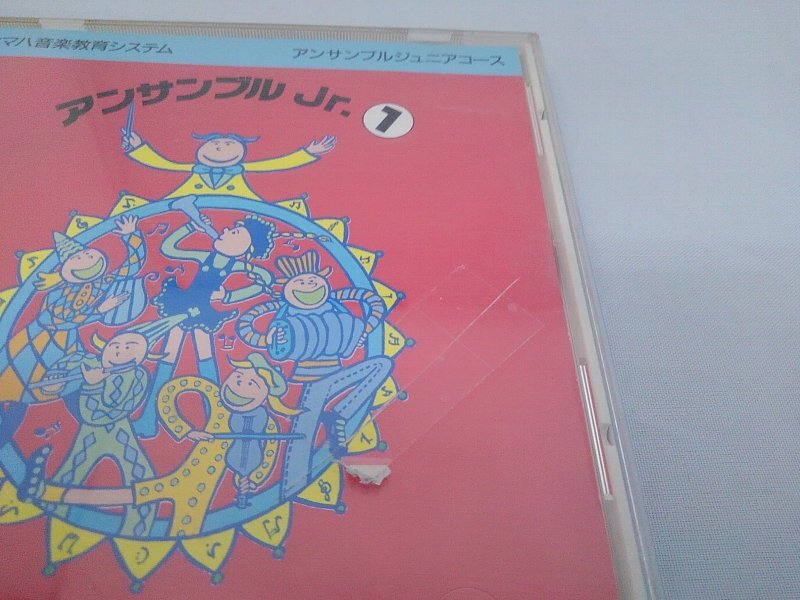 マハ音楽教育システム
アンサンブルジュニアコース
アンサンブル Jr. 1